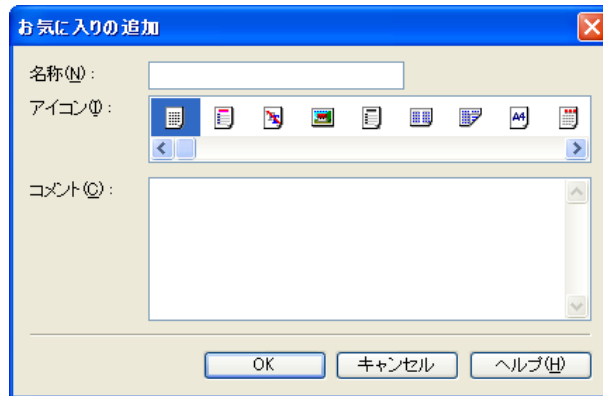 お気に入りの追加
名称(N):
アイコン(I):
A4
コメント(C):
OK キャンセル ヘルプ(H)